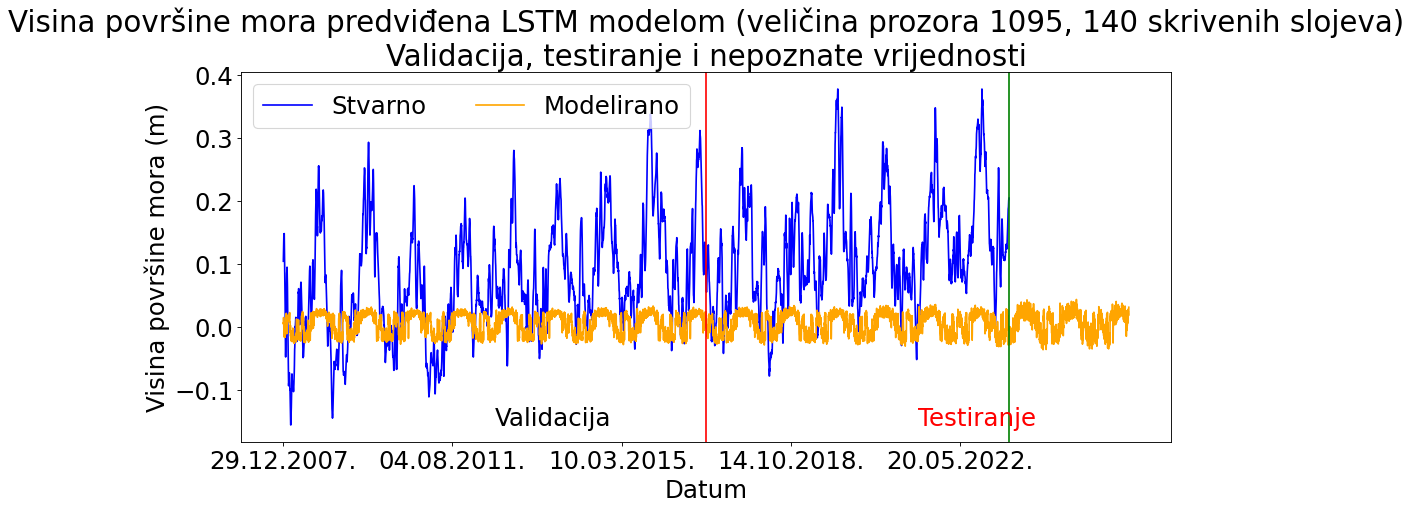 Visina površine mora predviđena LSTM modelom (veličina prozora 1095, 140 skrivenih slojeva)
Validacija, testiranje i nepoznate vrijednosti
Stvarno
Modelirano
Visina površine mora (m)
0.4
0.3
0.2
0.1
0.0
−0.1
Validacija
Testiranje
29.12.2007.
04.08.2011.
10.03.2015.
14.10.2018.
20.05.2022.
Datum